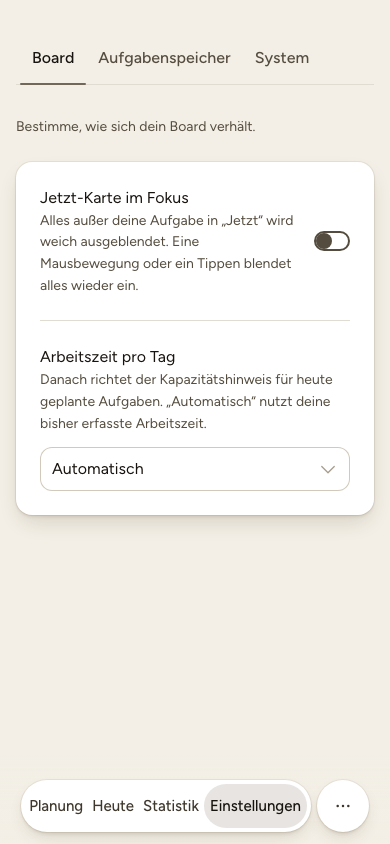 Board Aufgabenspeicher System
Bestimme, wie sich dein Board verhält.
Jetzt-Karte im Fokus
Alles außer deine Aufgabe in „Jetzt“ wird
weich ausgeblendet. Eine
Mausbewegung oder ein Tippen blendet
alles wieder ein.
Arbeitszeit pro Tag
Danach richtet der Kapazitätshinweis für heute
geplante Aufgaben. „Automatisch“ nutzt deine
bisher erfasste Arbeitszeit.
Automatisch
Planung Heute Statistik Einstellungen